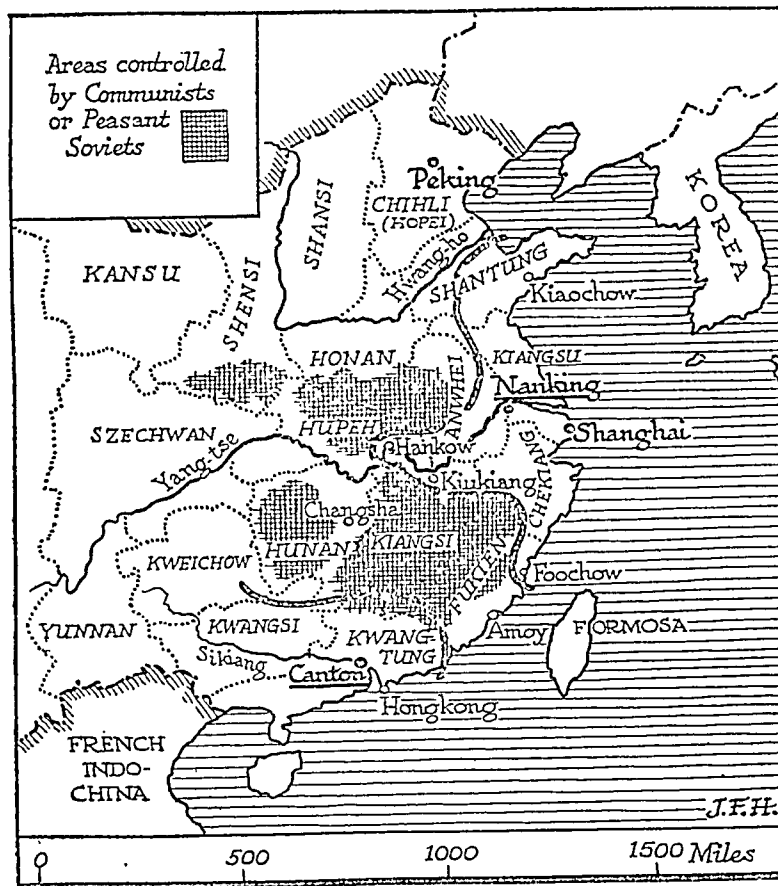 Areas controlled
by Communists
or Peasant
Soviets
Peking
CHIHLI
(HOPEI)
SHANSI
KANSU
SHENSI
Hwang-ho
SHANTUNG
Kiaochow
KOREA
HONAN
KIANGSU
ANWHEI
Nanking
HUPEH
Hankow
Shanghai
SZECHWAN
Yang-tse
Kiukiang
CHEKIANG
Changsha
HUNAN
KIANGSI
KWEICHOW
FUKIEN
Foochow
YUNNAN
KWANGSI
KWANG-
TUNG
Amoy
FORMOSA
Sikiang
Canton
Hongkong
FRENCH
INDO-
CHINA
J.F.H.
0 500 1000 1500 Miles